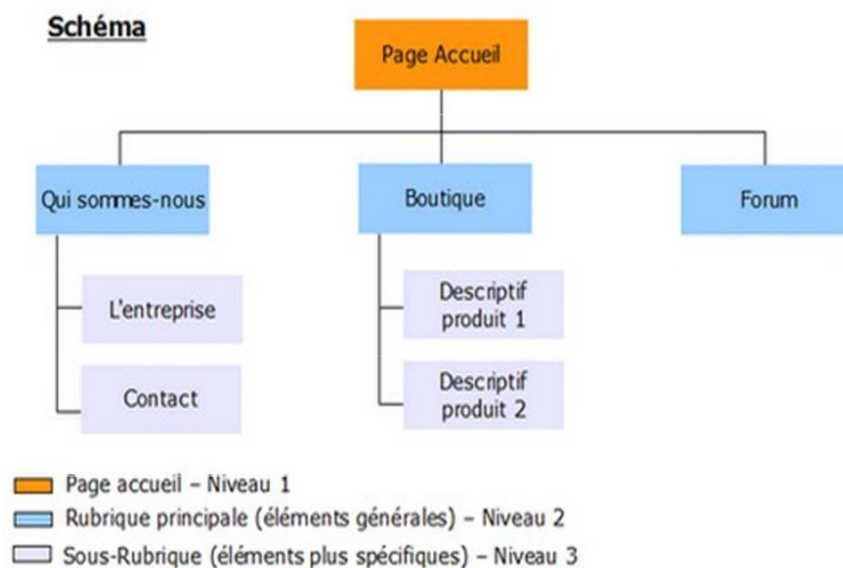 Schéma
Page Accueil
Qui sommes-nous
Boutique
Forum
L'entreprise
Contact
Descriptif
produit 1
Descriptif
produit 2
Page accueil – Niveau 1
Rubrique principale (éléments générales) – Niveau 2
Sous-Rubrique (éléments plus spécifiques) – Niveau 3